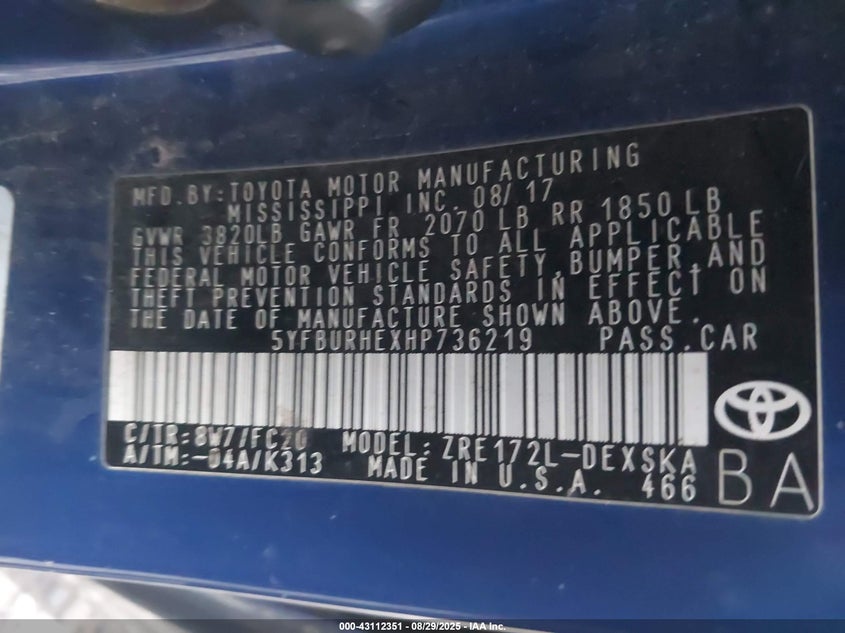 MFD.BY:TOYOTA MOTOR MANUFACTURING
MISSISSIPPI INC. 08/17
GVWR 3820LB GAWR FR 2070 LB RR 1850 LB
THIS VEHICLE CONFORMS TO ALL APPLICABLE
FEDERAL MOTOR VEHICLE SAFETY,BUMPER,AND
THEFT PREVENTION STANDARDS IN EFFECT ON
THE DATE OF MANUFACTURE SHOWN ABOVE.
5YFBURHEXHP736219 PASS.CAR
C/TR:8W7/FC20 MODEL:ZRE172L-DEXSKA
A/TM:-04A/K313 MADE IN U.S.A. 466
BA
000-43112351 | 08/29/2025 - IAA Inc.